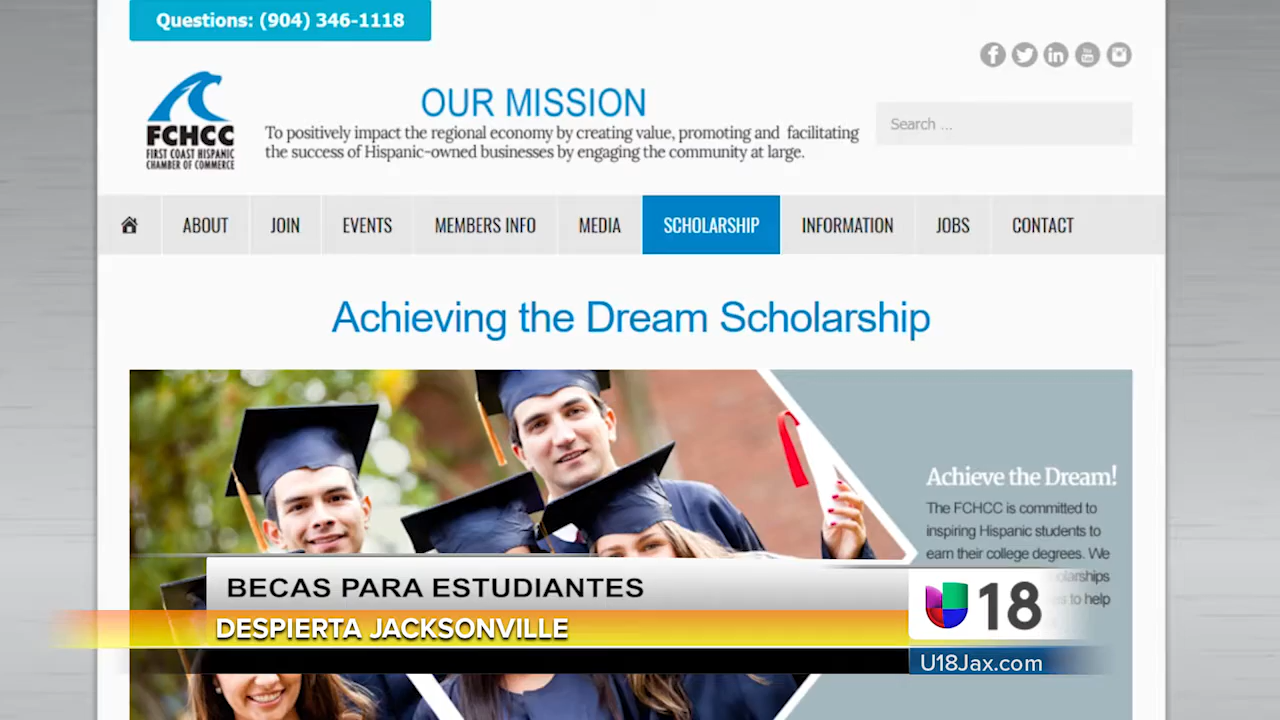 Questions: (904) 346-1118
FCHCC
FIRST COAST HISPANIC
CHAMBER OF COMMERCE
OUR MISSION
To positively impact the regional economy by creating value, promoting and facilitating
the success of Hispanic-owned businesses by engaging the community at large.
Search ...
ABOUT JOIN EVENTS MEMBERS INFO MEDIA SCHOLARSHIP INFORMATION JOBS CONTACT
Achieving the Dream Scholarship
Achieve the Dream!
The FCHCC is committed to
inspiring Hispanic students to
earn their college degrees. We
to help
BECAS PARA ESTUDIANTES
DESPIERTA JACKSONVILLE
18
U18Jax.com